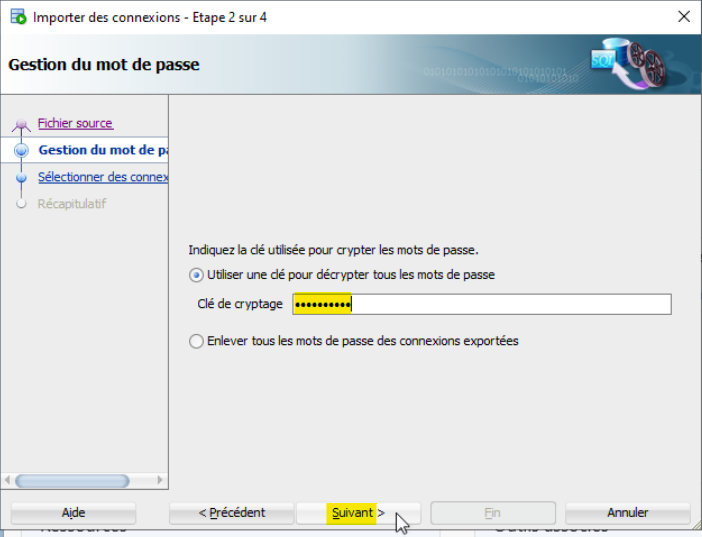 Importer des connexions - Etape 2 sur 4
Gestion du mot de passe
SQL
0101010101010101010101010101
01010101010
Fichier source
Gestion du mot de pa
Sélectionner des connex
Récapitulatif
Indiquez la clé utilisée pour crypter les mots de passe.
Utiliser une clé pour décrypter tous les mots de passe
Clé de cryptage ••••••••••
Enlever tous les mots de passe des connexions exportées
Aide
< Précédent
Suivant >
Fin
Annuler